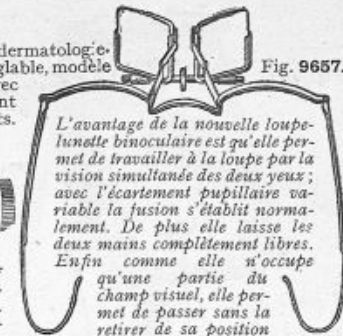 dermatologie-
glable, modèle
vec
nt
s.
Fig. 9657.
L'avantage de la nouvelle loupe-
lunette binoculaire est qu'elle per-
met de travailler à la loupe par la
vision simultanée des deux yeux;
avec l'écartement pupillaire va-
riable la fusion s'établit norma-
lement. De plus elle laisse les
deux mains complètement libres.
Enfin comme elle n'occupe
qu'une partie du
champ visuel, elle per-
met de passer sans la
retirer de sa position